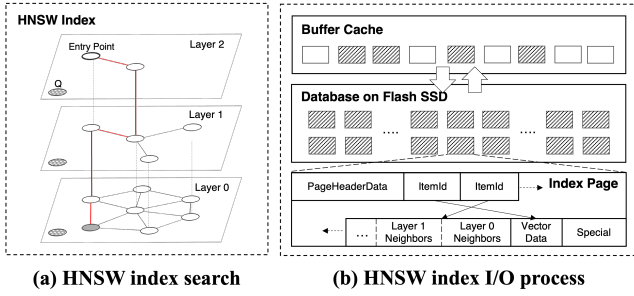 HNSW Index
Entry Point
Layer 2
Q
Layer 1
Layer 0
(a) HNSW index search
Buffer Cache
Database on Flash SSD
....
....
Index Page
PageHeaderData
ItemId
ItemId
...
Layer 1
Neighbors
Layer 0
Neighbors
Vector
Data
Special
(b) HNSW index I/O process